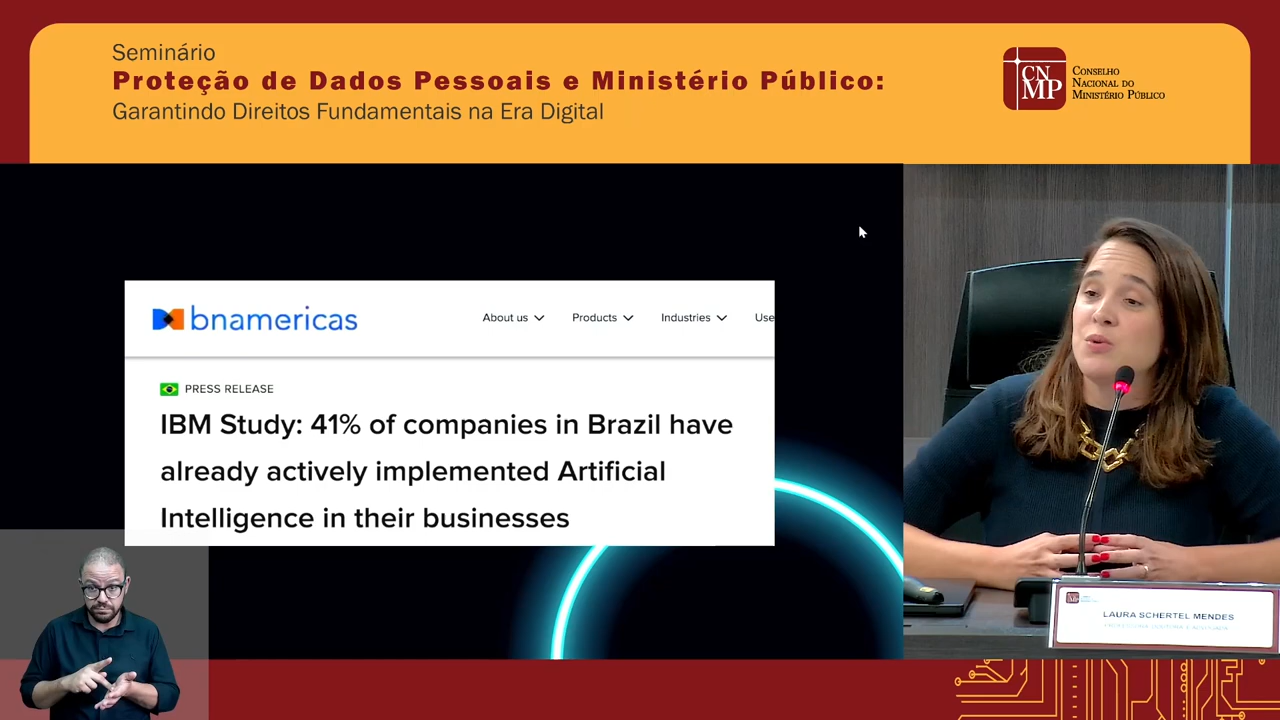 Seminário
Proteção de Dados Pessoais e Ministério Público:
Garantindo Direitos Fundamentais na Era Digital
CN
MP
Conselho
Nacional do
Ministério Público
bnamericas
About us
Products
Industries
Use
PRESS RELEASE
IBM Study: 41% of companies in Brazil have
already actively implemented Artificial
Intelligence in their businesses
LAURA SCHERTEL MENDES